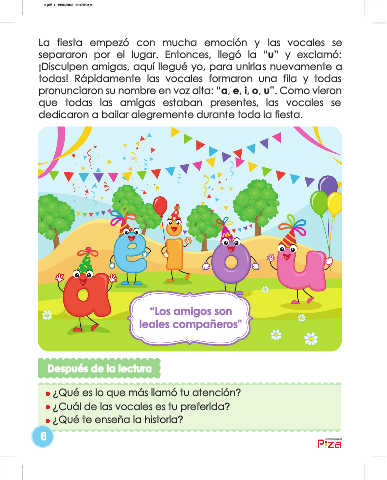 La fiesta empezó con mucha emoción y las vocales se
separaron por el lugar. Entonces, llegó la "u" y exclamó:
¡Disculpen amigas, aquí llegué yo, para unirlas nuevamente a
todas! Rápidamente las vocales formaron una fila y todas
pronunciaron su nombre en voz alta: "a, e, i, o, u". Como vieron
que todas las amigas estaban presentes, las vocales se
dedicaron a bailar alegremente durante toda la fiesta.
a e i o u
"Los amigos son
leales compañeros"
Después de la lectura
¿Qué es lo que más llamó tu atención?
¿Cuál de las vocales es tu preferida?
¿Qué te enseña la historia?
6
PIZA